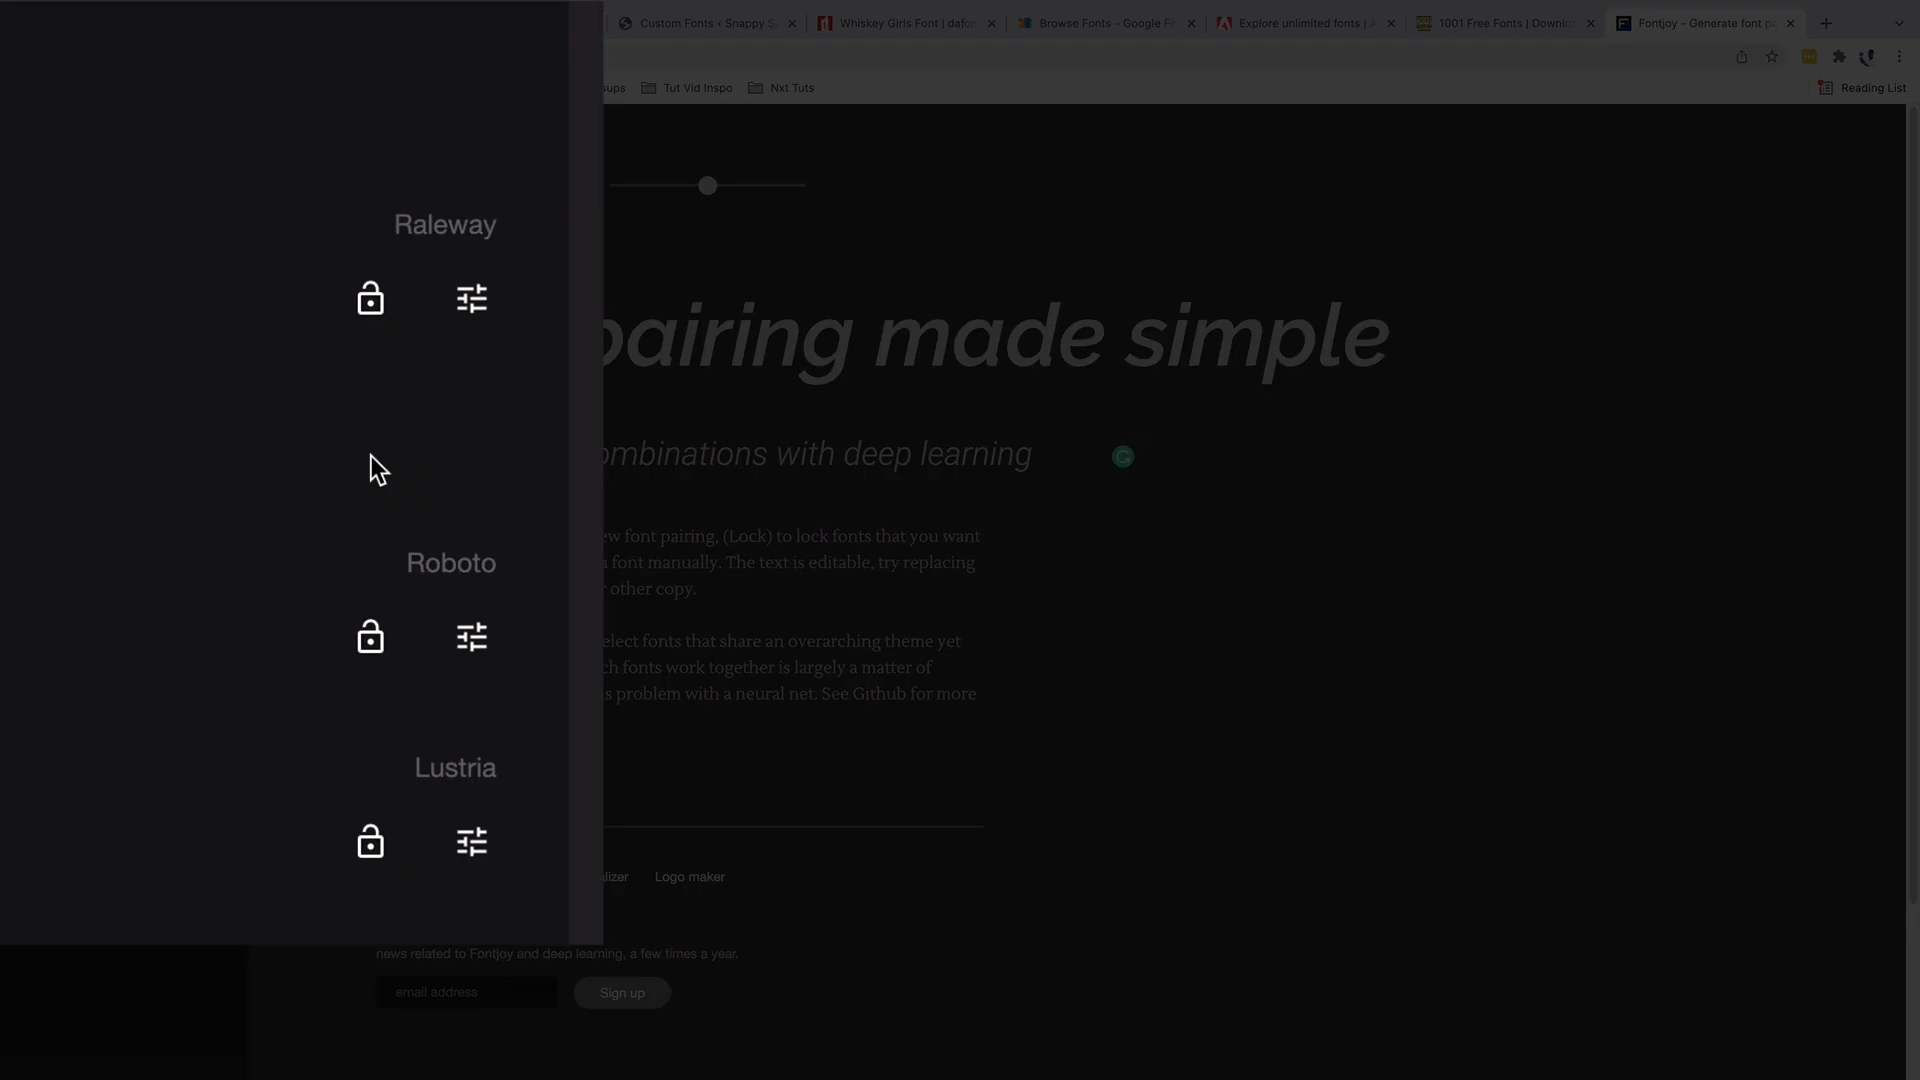 Custom Fonts ‹ Snappy S
Whiskey Girls Font | dafon
Browse Fonts - Google Fo
Explore unlimited fonts | A
1001 Free Fonts | Downlo
Fontjoy - Generate font pa
Tut Vid Inspo
Nxt Tuts
Reading List
Raleway
pairing made simple
ombinations with deep learning
ew font pairing, (Lock) to lock fonts that you want
font manually. The text is editable, try replacing
other copy.
Roboto
elect fonts that share an overarching theme yet
ch fonts work together is largely a matter of
s problem with a neural net. See Github for more
Lustria
alizer
Logo maker
news related to Fontjoy and deep learning, a few times a year.
email address
Sign up